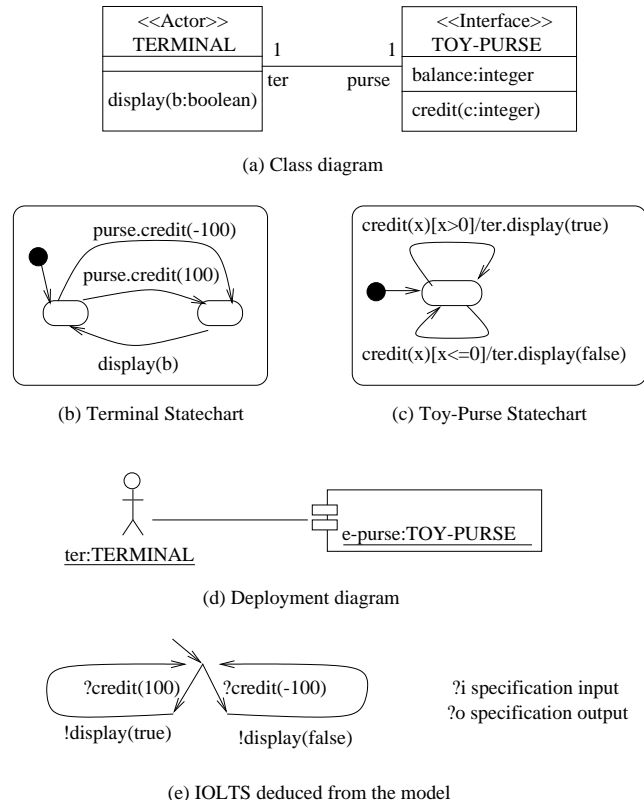 <<Actor>>
TERMINAL
display(b:boolean)
1
1
ter
purse
<<Interface>>
TOY-PURSE
balance:integer
credit(c:integer)
(a) Class diagram
purse.credit(-100)
purse.credit(100)
display(b)
(b) Terminal Statechart
credit(x)[x>0]/ter.display(true)
credit(x)[x<=0]/ter.display(false)
(c) Toy-Purse Statechart
ter:TERMINAL
e-purse:TOY-PURSE
(d) Deployment diagram
?credit(100)
?credit(-100)
!display(true)
!display(false)
?i specification input
?o specification output
(e) IOLTS deduced from the model